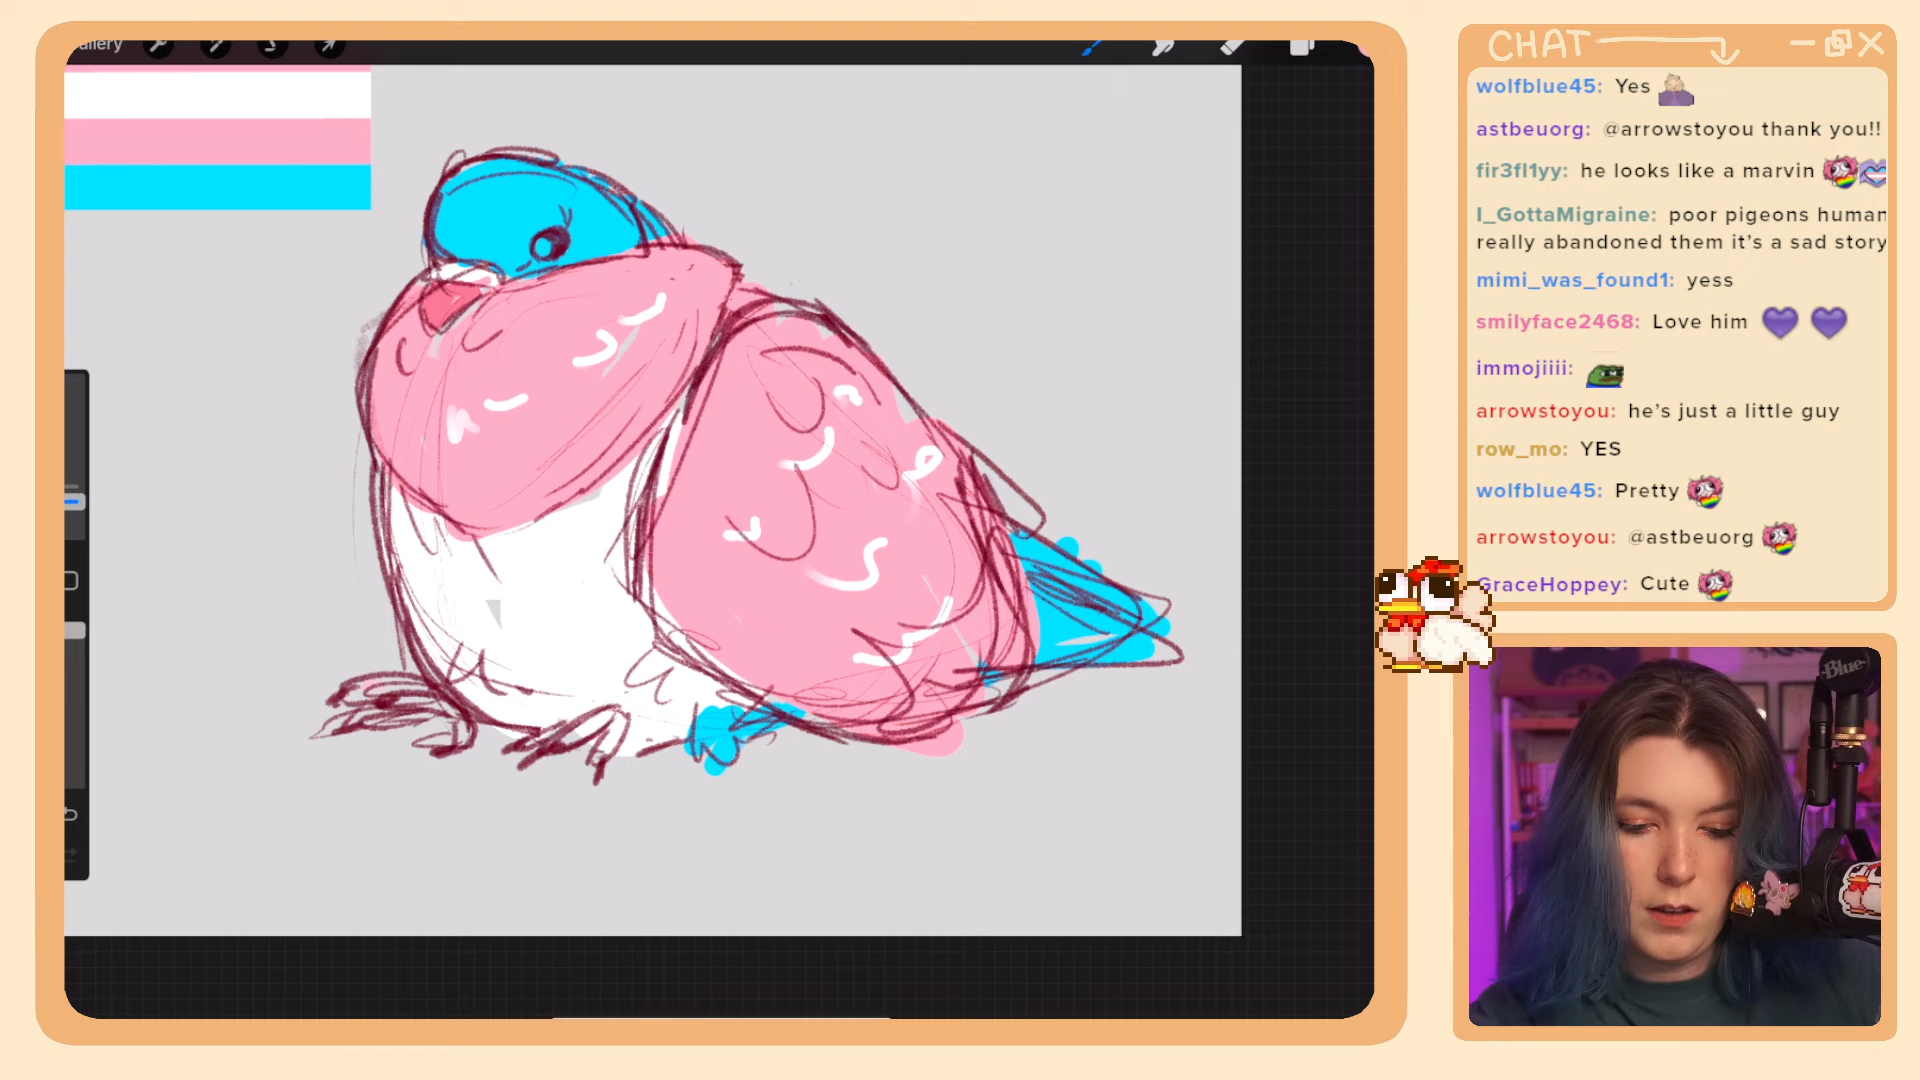 allery
CHAT
wolfblue45: Yes
astbeuorg: @arrowstoyou thank you!!
fir3fl1yy: he looks like a marvin
I_GottaMigraine: poor pigeons human
really abandoned them it's a sad story
mimi_was_found1: yess
smilyface2468: Love him
immojiiii:
arrowstoyou: he's just a little guy
row_mo: YES
wolfblue45: Pretty
arrowstoyou: @astbeuorg
GraceHoppey: Cute
Blue